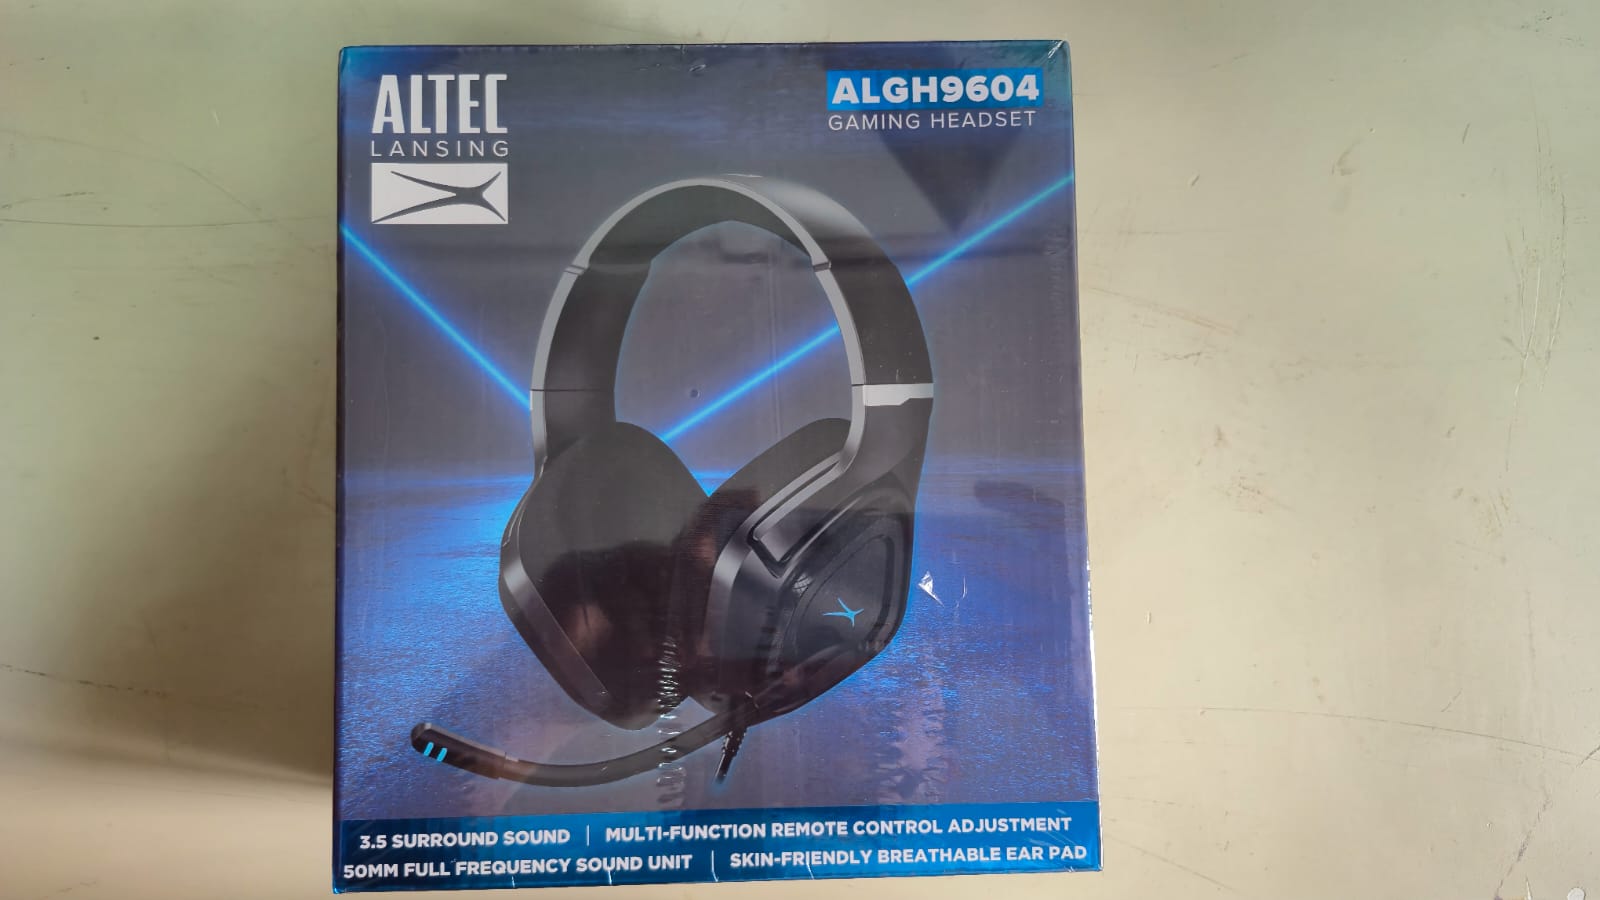 ALTEC
LANSING
ALGH9604
GAMING HEADSET
3.5 SURROUND SOUND | MULTI-FUNCTION REMOTE CONTROL ADJUSTMENT
50MM FULL FREQUENCY SOUND UNIT | SKIN-FRIENDLY BREATHABLE EAR PAD